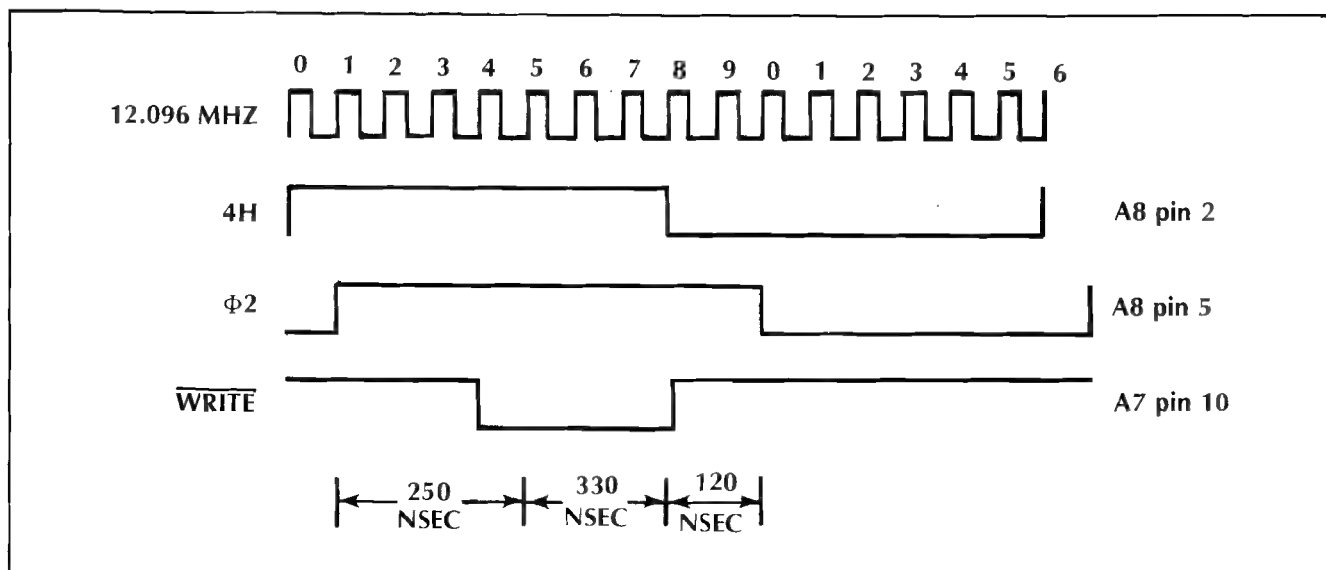 0 1 2 3 4 5 6 7 8 9 0 1 2 3 4 5 6
12.096 MHZ
4H
A8 pin 2
Φ2
A8 pin 5
WRITE
A7 pin 10
250 NSEC
330 NSEC
120 NSEC